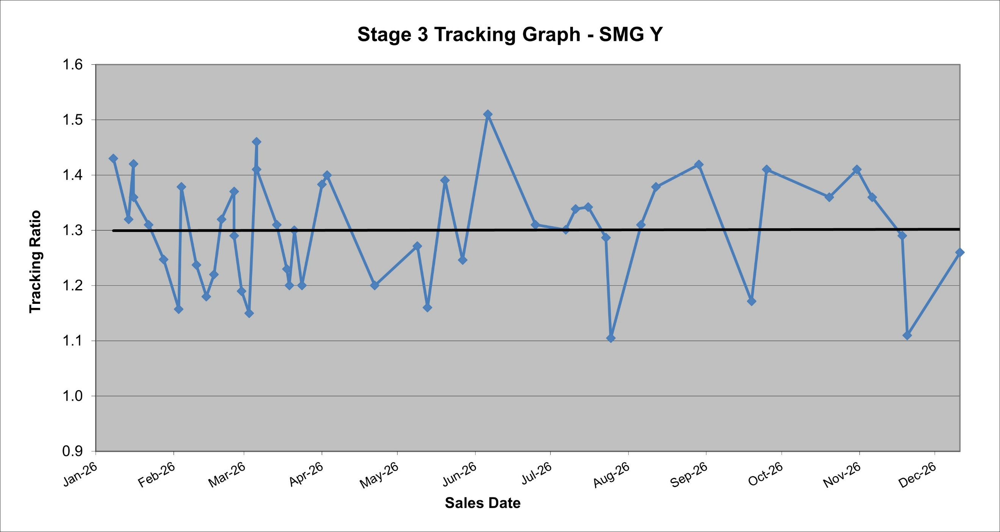 Stage 3 Tracking Graph - SMG Y
1.6
1.5
1.4
1.3
1.2
1.1
1.0
0.9
Tracking Ratio
Jan-26 Feb-26 Mar-26 Apr-26 May-26 Jun-26 Jul-26 Aug-26 Sep-26 Oct-26 Nov-26 Dec-26
Sales Date